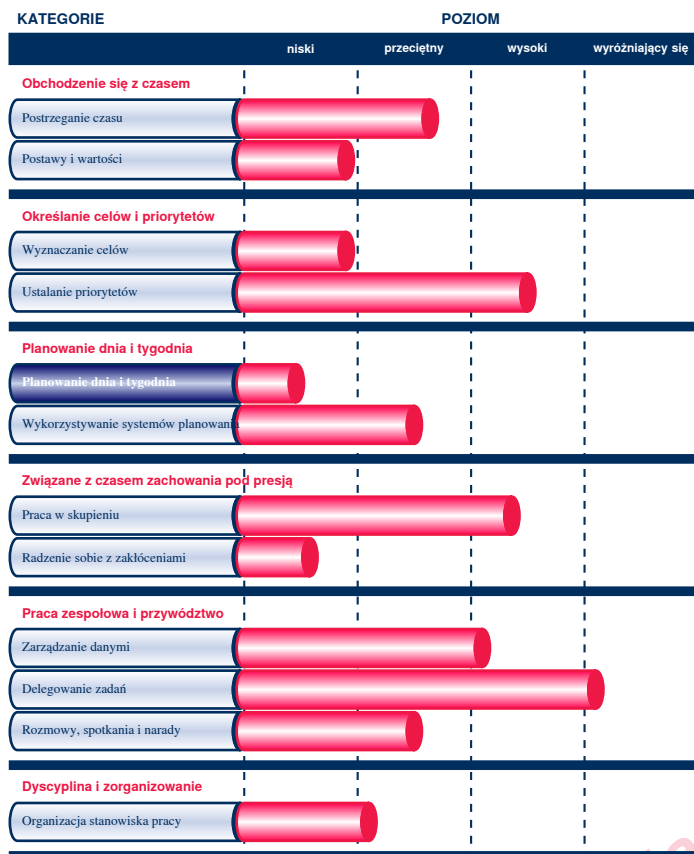 KATEGORIE POZIOM
niski przeciętny wysoki wyróżniający się
Obchodzenie się z czasem
Postrzeganie czasu
Postawy i wartości
Określanie celów i priorytetów
Wyznaczanie celów
Ustalanie priorytetów
Planowanie dnia i tygodnia
Planowanie dnia i tygodnia
Wykorzystywanie systemów planowania
Związane z czasem zachowania pod presją
Praca w skupieniu
Radzenie sobie z zakłóceniami
Praca zespołowa i przywództwo
Zarządzanie danymi
Delegowanie zadań
Rozmowy, spotkania i narady
Dyscyplina i zorganizowanie
Organizacja stanowiska pracy